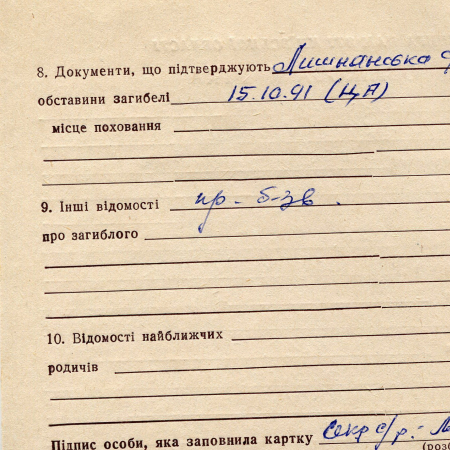 8. Документи, що підтверджують
обставини загибелі 15.10.91 (ЦА)
місце поховання
9. Інші відомості пр. б-зв.
про загиблого
10. Відомості найближчих
родичів
Підпис особи, яка заповнила картку секр с/р.: